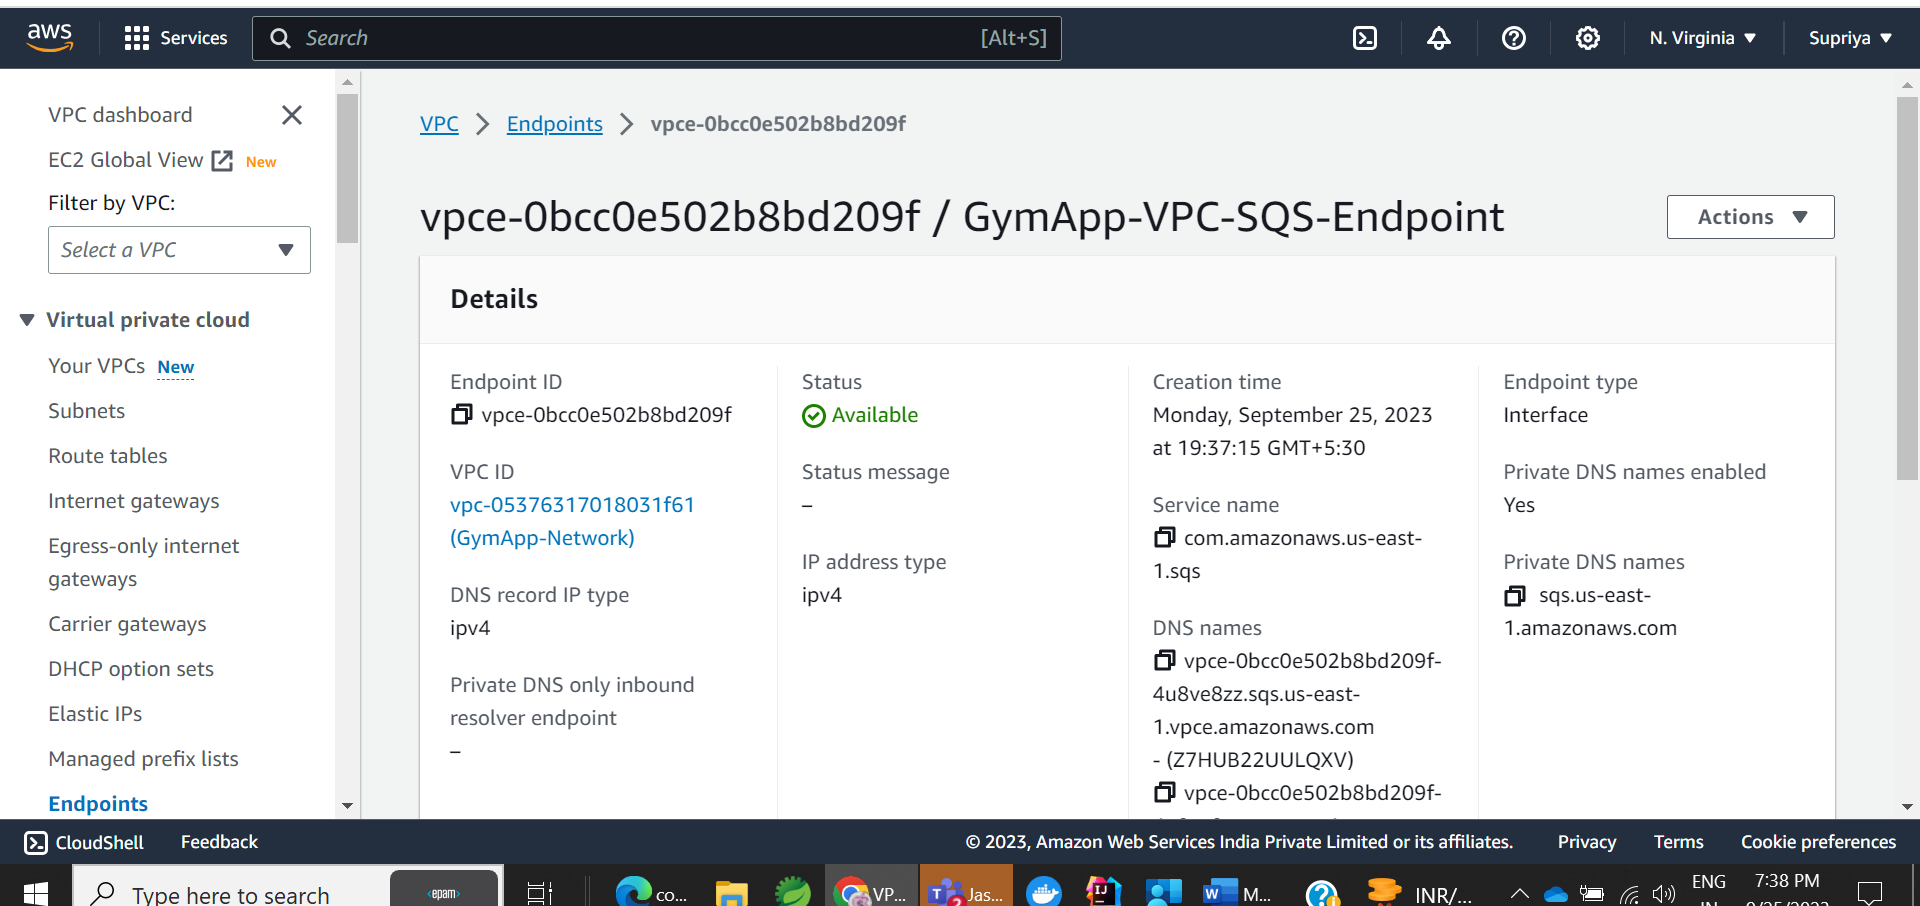 aws
Services
Search
[Alt+S]
N. Virginia
Supriya
VPC dashboard
EC2 Global View
New
Filter by VPC:
Select a VPC
Virtual private cloud
Your VPCs New
Subnets
Route tables
Internet gateways
Egress-only internet
gateways
Carrier gateways
DHCP option sets
Elastic IPs
Managed prefix lists
Endpoints
VPC
Endpoints
vpce-0bcc0e502b8bd209f
vpce-0bcc0e502b8bd209f / GymApp-VPC-SQS-Endpoint
Actions
Details
Endpoint ID
vpce-0bcc0e502b8bd209f
VPC ID
vpc-05376317018031f61
(GymApp-Network)
DNS record IP type
ipv4
Private DNS only inbound
resolver endpoint
–
Status
Available
Status message
–
IP address type
ipv4
Creation time
Monday, September 25, 2023
at 19:37:15 GMT+5:30
Service name
com.amazonaws.us-east-
1.sqs
DNS names
vpce-0bcc0e502b8bd209f-
4u8ve8zz.sqs.us-east-
1.vpce.amazonaws.com
- (Z7HUB22UULQXV)
vpce-0bcc0e502b8bd209f-
Endpoint type
Interface
Private DNS names enabled
Yes
Private DNS names
sqs.us-east-
1.amazonaws.com
CloudShell
Feedback
© 2023, Amazon Web Services India Private Limited or its affiliates.
Privacy
Terms
Cookie preferences
Type here to search
<epam>
co...
VP...
Jas...
M...
INR/...
ENG
7:38 PM